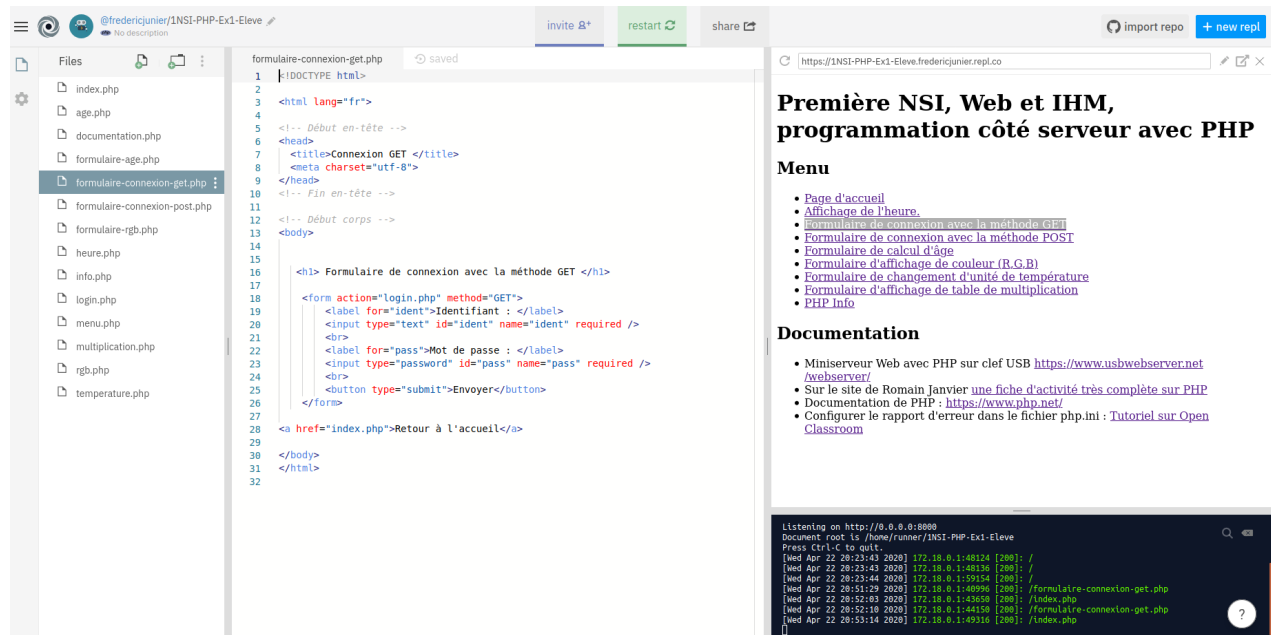 @fredericjunier/1NSI-PHP-Ex1-Eleve
No description
invite
restart
share
import repo
+ new repl
Files
index.php
age.php
documentation.php
formulaire-age.php
formulaire-connexion-get.php
formulaire-connexion-post.php
formulaire-rgb.php
heure.php
info.php
login.php
menu.php
multiplication.php
rgb.php
temperature.php
formulaire-connexion-get.php
saved
1 <!DOCTYPE html>
2
3 <html lang="fr">
4
5 <!-- Début en-tête -->
6 <head>
7 <title>Connexion GET </title>
8 <meta charset="utf-8">
9 </head>
10 <!-- Fin en-tête -->
11
12 <!-- Début corps -->
13 <body>
14
15
16 <h1> Formulaire de connexion avec la méthode GET </h1>
17
18 <form action="login.php" method="GET">
19 <label for="ident">Identifiant : </label>
20 <input type="text" id="ident" name="ident" required />
21 <br>
22 <label for="pass">Mot de passe : </label>
23 <input type="password" id="pass" name="pass" required />
24 <br>
25 <button type="submit">Envoyer</button>
26 </form>
27
28 <a href="index.php">Retour à l'accueil</a>
29
30 </body>
31 </html>
32
https://1NSI-PHP-Ex1-Eleve.fredericjunier.repl.co
Première NSI, Web et IHM,
programmation côté serveur avec PHP
Menu
• Page d'accueil
• Affichage de l'heure.
• Formulaire de connexion avec la méthode GET
• Formulaire de connexion avec la méthode POST
• Formulaire de calcul d'âge
• Formulaire d'affichage de couleur (R,G,B)
• Formulaire de changement d'unité de température
• Formulaire d'affichage de table de multiplication
• PHP Info
Documentation
• Miniserveur Web avec PHP sur clef USB https://www.usbwebserver.net
/webserver/
• Sur le site de Romain Janvier une fiche d'activité très complète sur PHP
• Documentation de PHP : https://www.php.net/
• Configurer le rapport d'erreur dans le fichier php.ini : Tutoriel sur Open
Classroom
Listening on http://0.0.0.0:8000
Document root is /home/runner/1NSI-PHP-Ex1-Eleve
Press Ctrl-C to quit.
[Wed Apr 22 20:23:43 2020] 172.18.0.1:48124 [200]: /
[Wed Apr 22 20:23:43 2020] 172.18.0.1:48136 [200]: /
[Wed Apr 22 20:23:44 2020] 172.18.0.1:59154 [200]: /
[Wed Apr 22 20:51:29 2020] 172.18.0.1:40996 [200]: /formulaire-connexion-get.php
[Wed Apr 22 20:52:03 2020] 172.18.0.1:43650 [200]: /index.php
[Wed Apr 22 20:52:10 2020] 172.18.0.1:44150 [200]: /formulaire-connexion-get.php
[Wed Apr 22 20:53:14 2020] 172.18.0.1:49316 [200]: /index.php
?